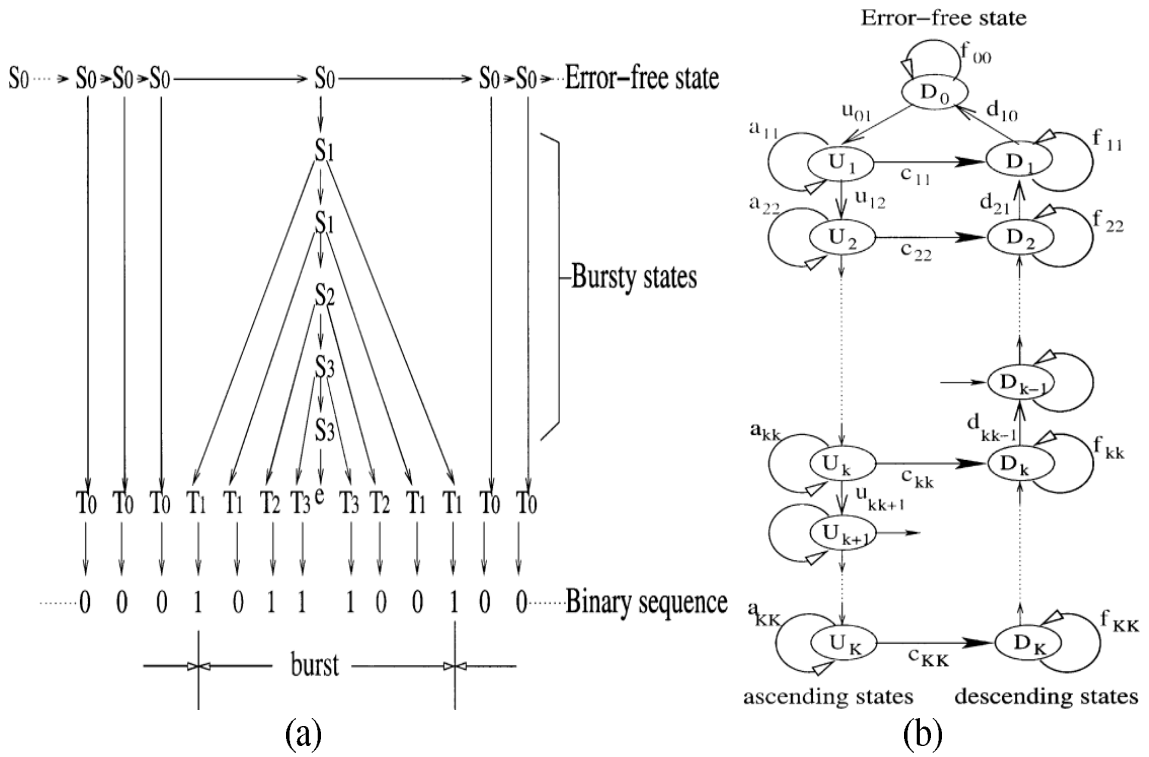 S0 S0 S0 S0 S0 S0 S0 Error-free state
S1
S1
S2
S3
S3
Bursty states
T0 T0 T0 T1 T1 T2 T3 e T3 T2 T1 T1 T0 T0
0 0 0 1 0 1 1 1 0 0 1 0 0 Binary sequence
burst
(a)
Error-free state
f00
D0
u01 d10
a11 U1 c11 D1 f11
u12 d21
a22 U2 c22 D2 f22
Dk-1
dkk-1
akk Uk ckk Dk fkk
ukk+1
Uk+1
aKK UK cKK DK fKK
ascending states descending states
(b)